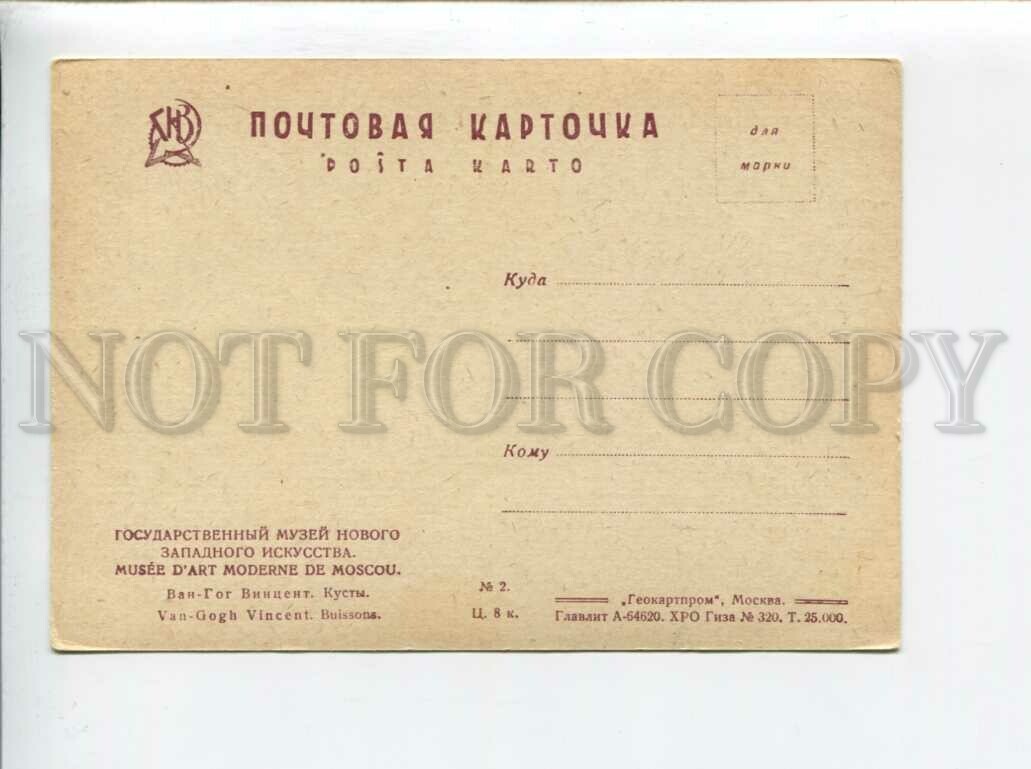 ПОЧТОВАЯ КАРТОЧКА
POŜTA KARTO
для
марки
Куда
NOT FOR COPY
Кому
ГОСУДАРСТВЕННЫЙ МУЗЕЙ НОВОГО
ЗАПАДНОГО ИСКУССТВА.
MUSÉE D'ART MODERNE DE MOSCOU.
Ван-Гог Винцент. Кусты.
Van-Gogh Vincent. Buissons.
№ 2.
Ц. 8 к.
„Геокартпром", Москва.
Главлит А-64620. ХРО Гиза № 320. Т. 25.000.